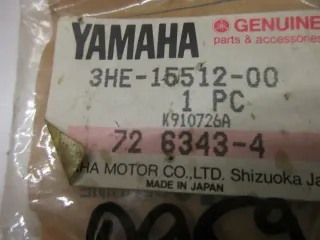 YAMAHA
GENUINE
parts & accessories
3HE-15512-00
1 PC
K910726A
72 6343-4
HA MOTOR CO.,LTD. Shizuoka Ja
MADE IN JAPAN